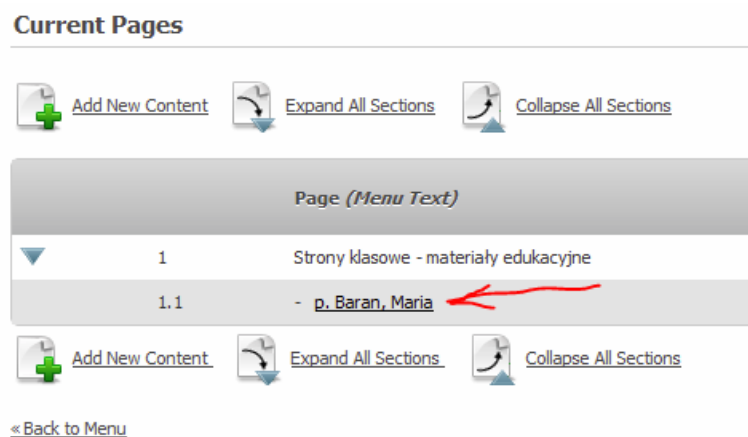 Current Pages
Add New Content Expand All Sections Collapse All Sections
Page (Menu Text)
1 Strony klasowe - materiały edukacyjne
1.1 - p. Baran, Maria
Add New Content Expand All Sections Collapse All Sections
« Back to Menu